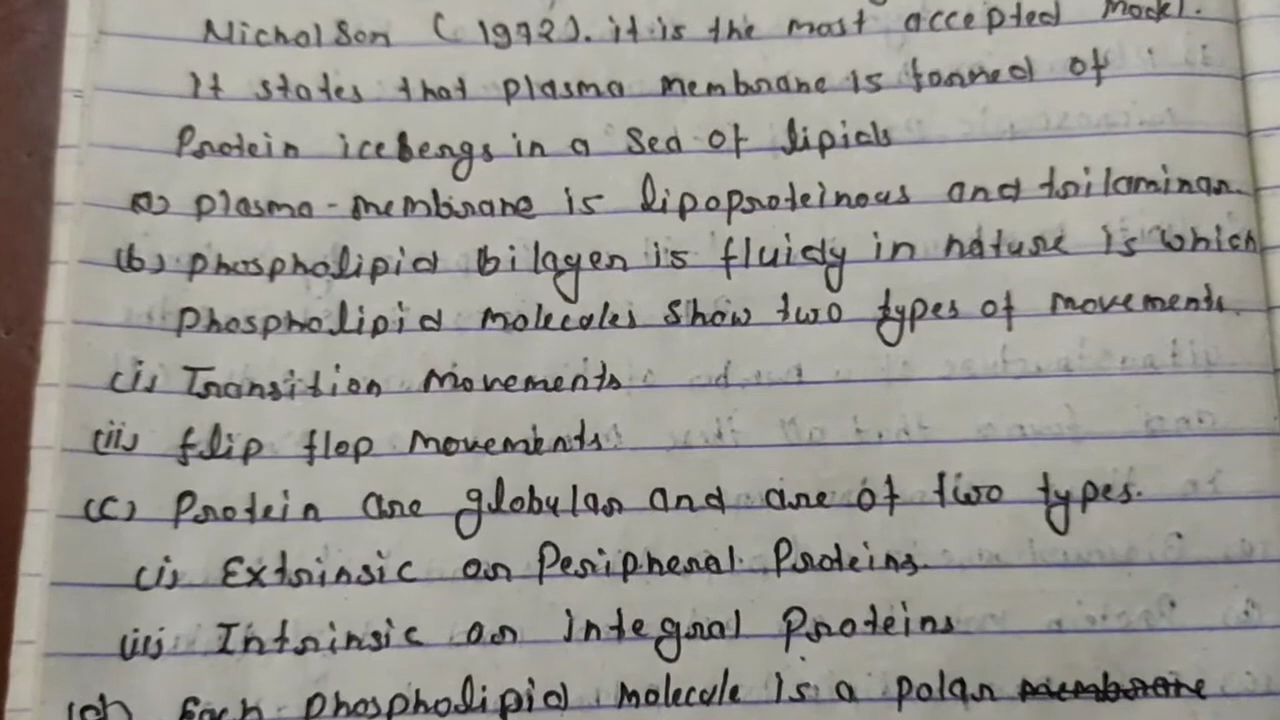 Nicholson (1972). it is the most accepted model.
It states that plasma membrane is formed of
Protein icebergs in a Sea of lipids
(a) plasma-membrane is lipoproteinous and trilaminar.
(b) phospholipid bilayer is fluidy in nature is which
Phospholipid molecules show two types of movements.
(i) Transition movements
(ii) flip flop movements
(c) Protein are globular and are of two types.
(i) Extrinsic or Peripheral Proteins.
(ii) Intrinsic or integral Proteins
(d) Each phospholipid molecule is a polar membrane